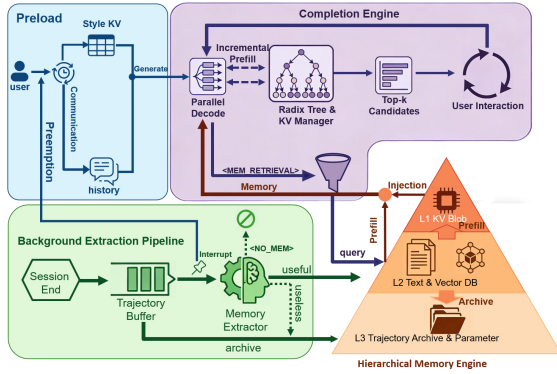 Preload
Style KV
user
Communication
history
Generate
Preemption
Completion Engine
Incremental
Prefill
Parallel
Decode
Radix Tree &
KV Manager
Top-k
Candidates
User Interaction
<MEM_RETRIEVAL>
Memory
Injection
Prefill
query
L1 KV Blob
Prefill
L2 Text & Vector DB
Archive
L3 Trajectory Archive & Parameter
Hierarchical Memory Engine
Background Extraction Pipeline
Interrupt
<NO_MEM>
Session
End
Trajectory
Buffer
Memory
Extractor
useful
useless
archive